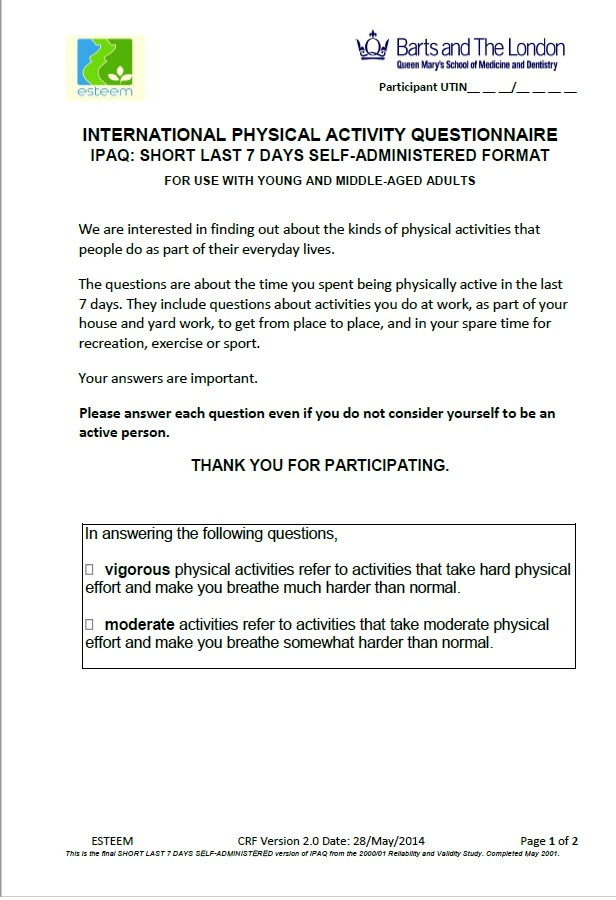 esteem
Barts and The London
Queen Mary's School of Medicine and Dentistry
Participant UTIN__ __ __/__ __ __ __
INTERNATIONAL PHYSICAL ACTIVITY QUESTIONNAIRE
IPAQ: SHORT LAST 7 DAYS SELF-ADMINISTERED FORMAT
FOR USE WITH YOUNG AND MIDDLE-AGED ADULTS
We are interested in finding out about the kinds of physical activities that
people do as part of their everyday lives.
The questions are about the time you spent being physically active in the last
7 days. They include questions about activities you do at work, as part of your
house and yard work, to get from place to place, and in your spare time for
recreation, exercise or sport.
Your answers are important.
Please answer each question even if you do not consider yourself to be an
active person.
THANK YOU FOR PARTICIPATING.
In answering the following questions,
▯ vigorous physical activities refer to activities that take hard physical
effort and make you breathe much harder than normal.
▯ moderate activities refer to activities that take moderate physical
effort and make you breathe somewhat harder than normal.
ESTEEM CRF Version 2.0 Date: 28/May/2014 Page 1 of 2
This is the final SHORT LAST 7 DAYS SELF-ADMINISTERED version of IPAQ from the 2000/01 Reliability and Validity Study. Completed May 2001.